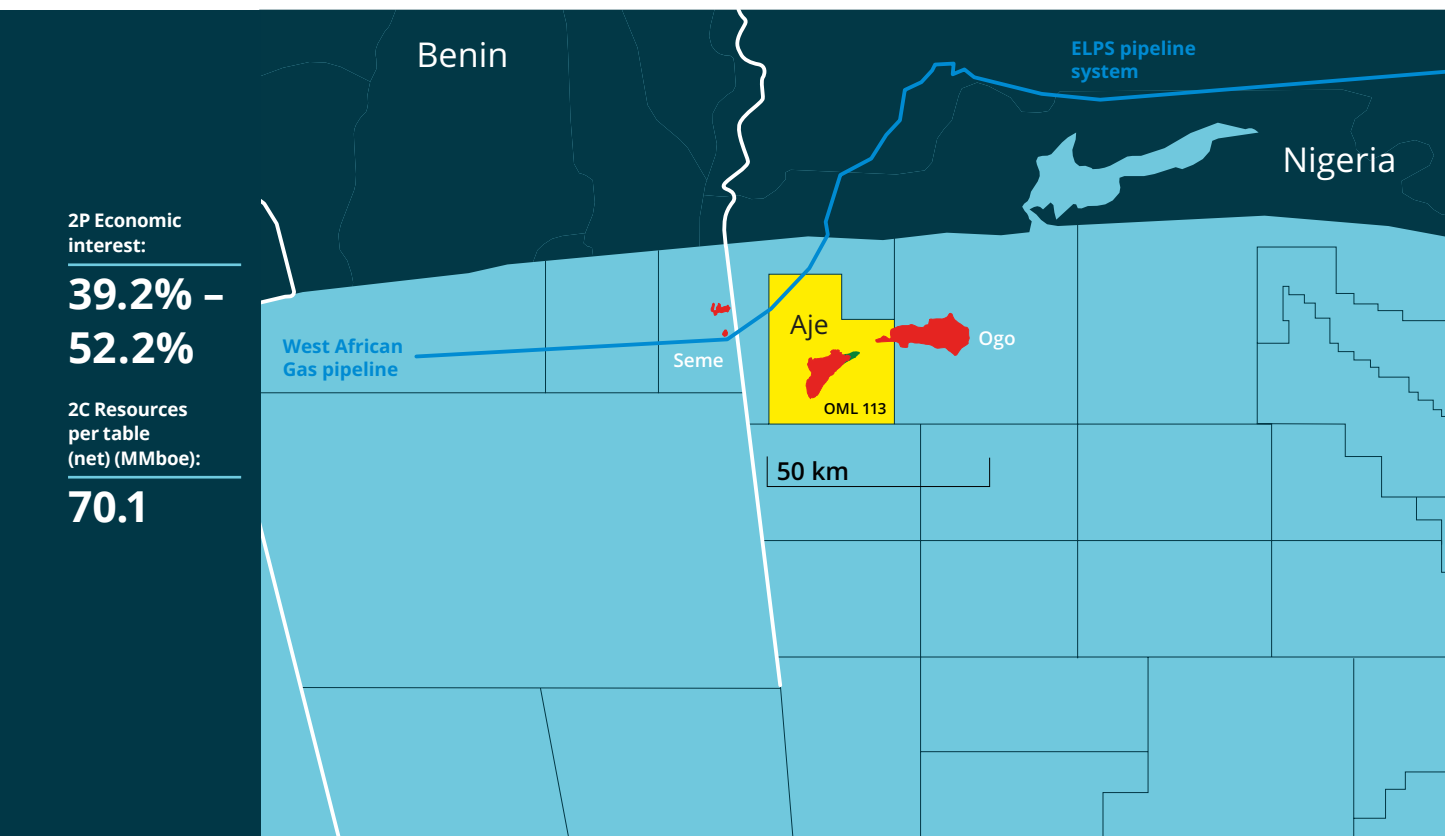 2P Economic
interest:
39.2% –
52.2%
2C Resources
per table
(net) (MMboe):
70.1
Benin
ELPS pipeline
system
Nigeria
West African
Gas pipeline
Seme
Aje
Ogo
OML 113
50 km